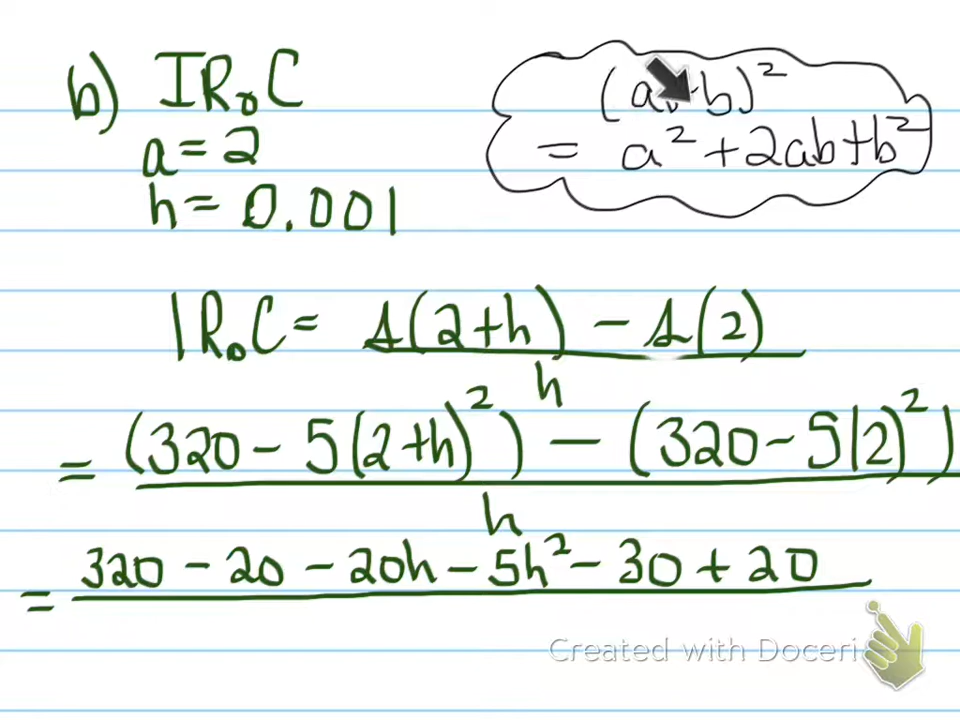 b) IRoC
(a+b)²
= a² + 2ab + b²
a = 2
h = 0.001
IRoC = s(2+h) - s(2)
h
= (320 - 5(2+h)²) - (320 - 5(2)²)
h
= 320 - 20 - 20h - 5h² - 30 + 20
Created with Doceri